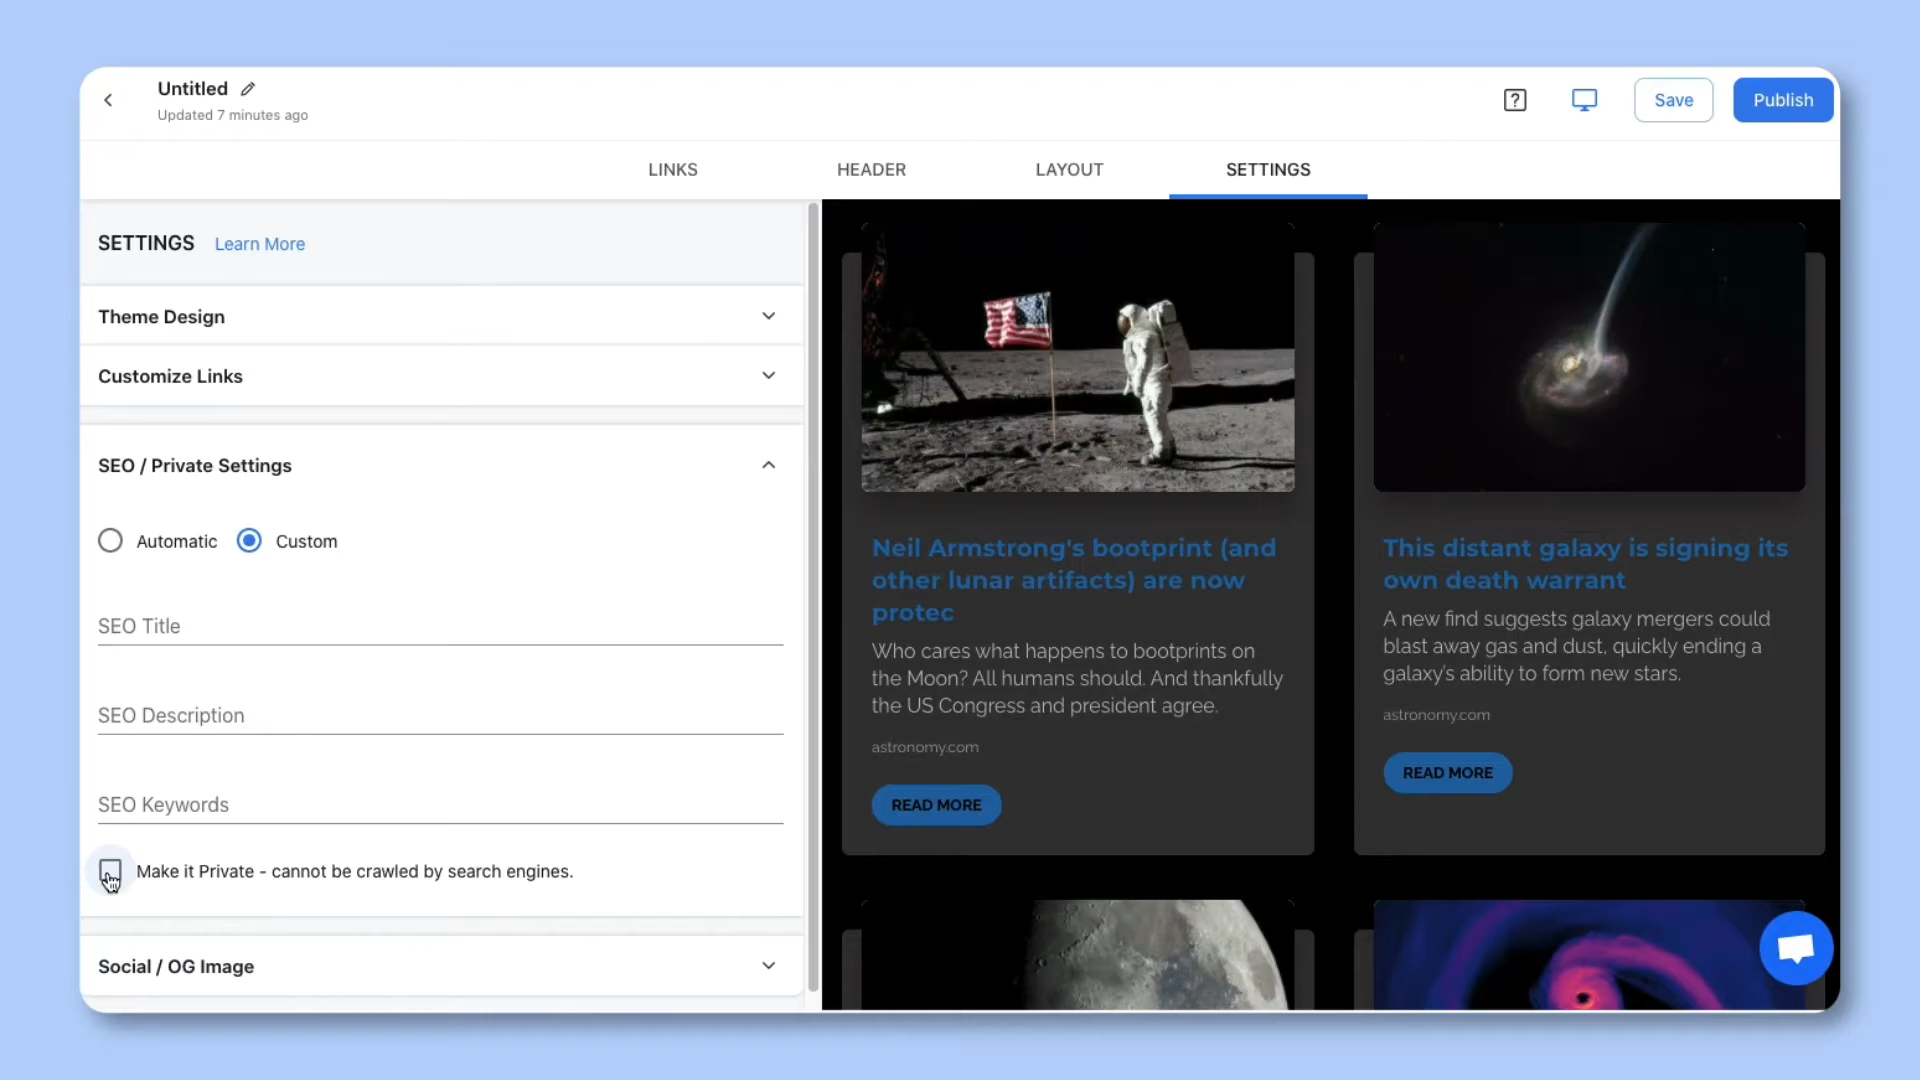 Untitled
Updated 7 minutes ago
?
Save
Publish
LINKS
HEADER
LAYOUT
SETTINGS
SETTINGS
Learn More
Theme Design
Customize Links
SEO / Private Settings
Automatic
Custom
SEO Title
SEO Description
SEO Keywords
Make it Private - cannot be crawled by search engines.
Social / OG Image
Neil Armstrong's bootprint (and
other lunar artifacts) are now
protec
Who cares what happens to bootprints on
the Moon? All humans should. And thankfully
the US Congress and president agree.
astronomy.com
READ MORE
This distant galaxy is signing its
own death warrant
A new find suggests galaxy mergers could
blast away gas and dust, quickly ending a
galaxy's ability to form new stars.
astronomy.com
READ MORE